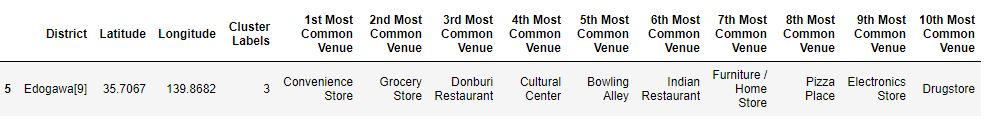 District Latitude Longitude Cluster Labels 1st Most Common Venue 2nd Most Common Venue 3rd Most Common Venue 4th Most Common Venue 5th Most Common Venue 6th Most Common Venue 7th Most Common Venue 8th Most Common Venue 9th Most Common Venue 10th Most Common Venue
5 Edogawa[9] 35.7067 139.8682 3 Convenience Store Grocery Store Donburi Restaurant Cultural Center Bowling Alley Indian Restaurant Furniture / Home Store Pizza Place Electronics Store Drugstore